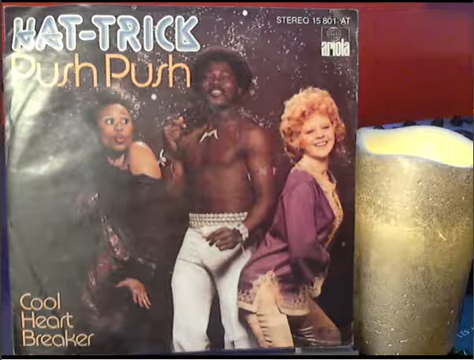 HAT-TRICK
STEREO 15 801 AT
ariola
Push Push
Cool
Heart
Breaker